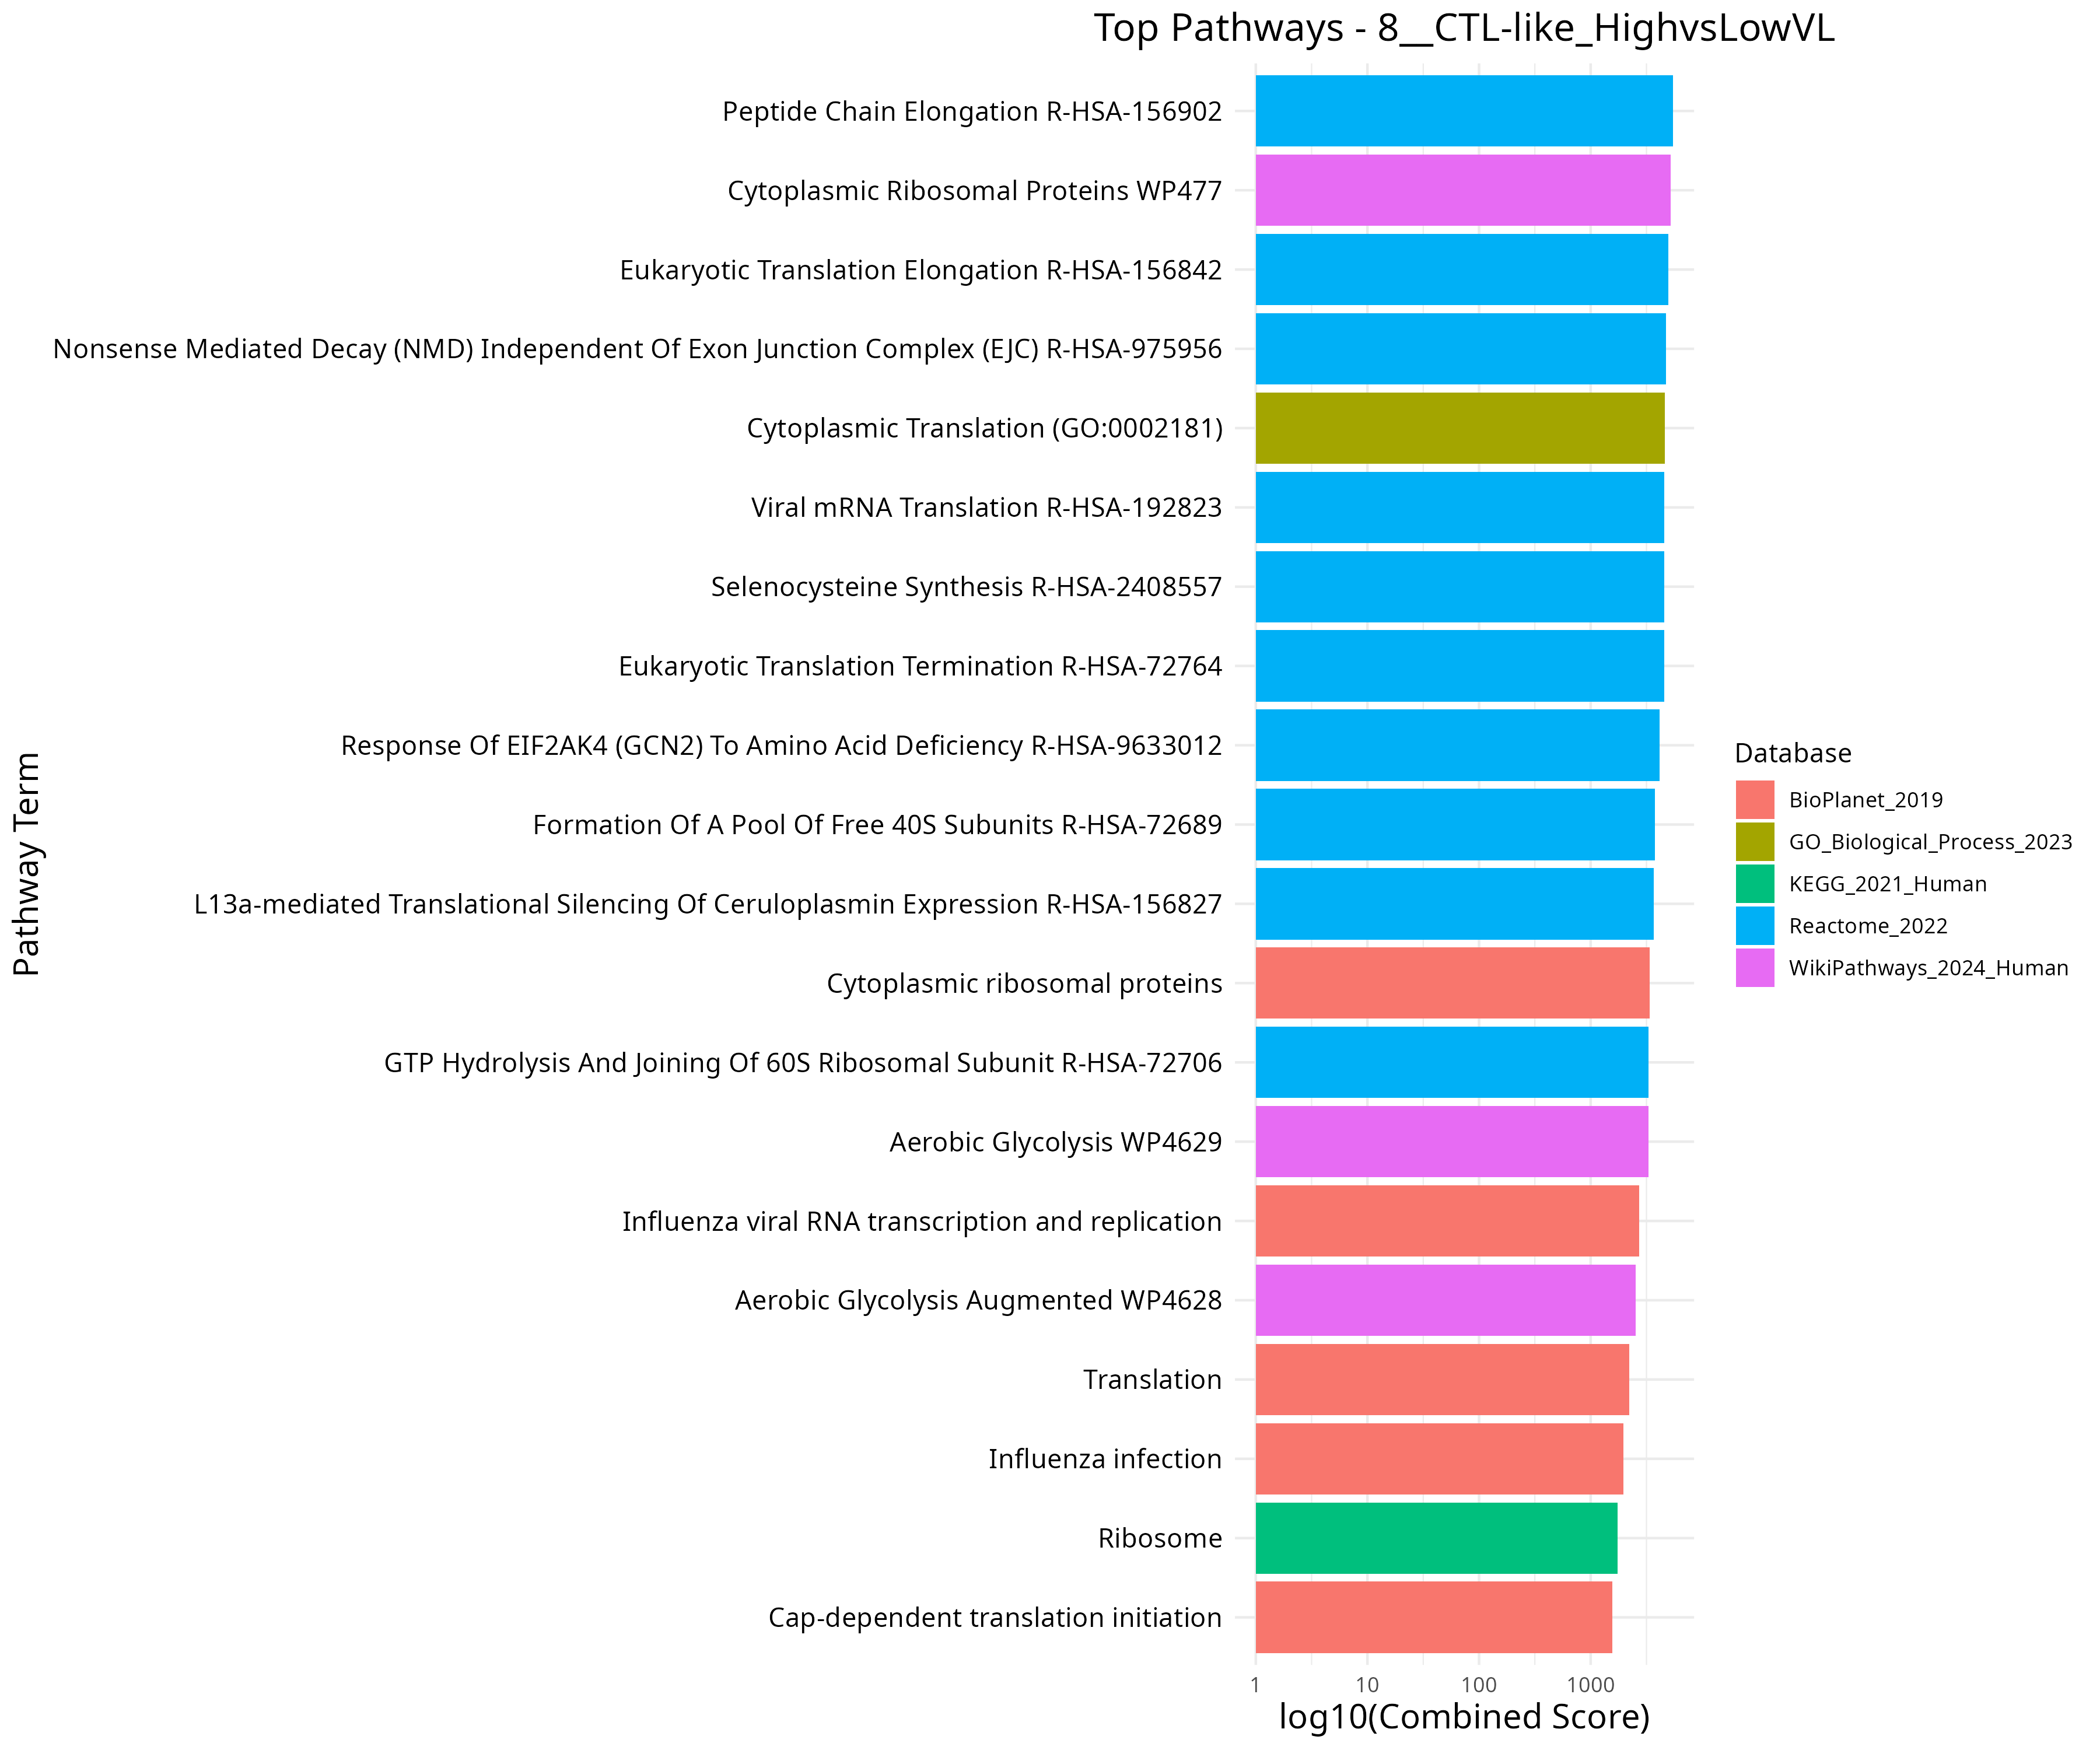 Top Pathways - 8__CTL-like_HighvsLowVL
Pathway Term
Peptide Chain Elongation R-HSA-156902
Cytoplasmic Ribosomal Proteins WP477
Eukaryotic Translation Elongation R-HSA-156842
Nonsense Mediated Decay (NMD) Independent Of Exon Junction Complex (EJC) R-HSA-975956
Cytoplasmic Translation (GO:0002181)
Viral mRNA Translation R-HSA-192823
Selenocysteine Synthesis R-HSA-2408557
Eukaryotic Translation Termination R-HSA-72764
Response Of EIF2AK4 (GCN2) To Amino Acid Deficiency R-HSA-9633012
Formation Of A Pool Of Free 40S Subunits R-HSA-72689
L13a-mediated Translational Silencing Of Ceruloplasmin Expression R-HSA-156827
Cytoplasmic ribosomal proteins
GTP Hydrolysis And Joining Of 60S Ribosomal Subunit R-HSA-72706
Aerobic Glycolysis WP4629
Influenza viral RNA transcription and replication
Aerobic Glycolysis Augmented WP4628
Translation
Influenza infection
Ribosome
Cap-dependent translation initiation
1 10 100 1000
log10(Combined Score)
Database
BioPlanet_2019
GO_Biological_Process_2023
KEGG_2021_Human
Reactome_2022
WikiPathways_2024_Human